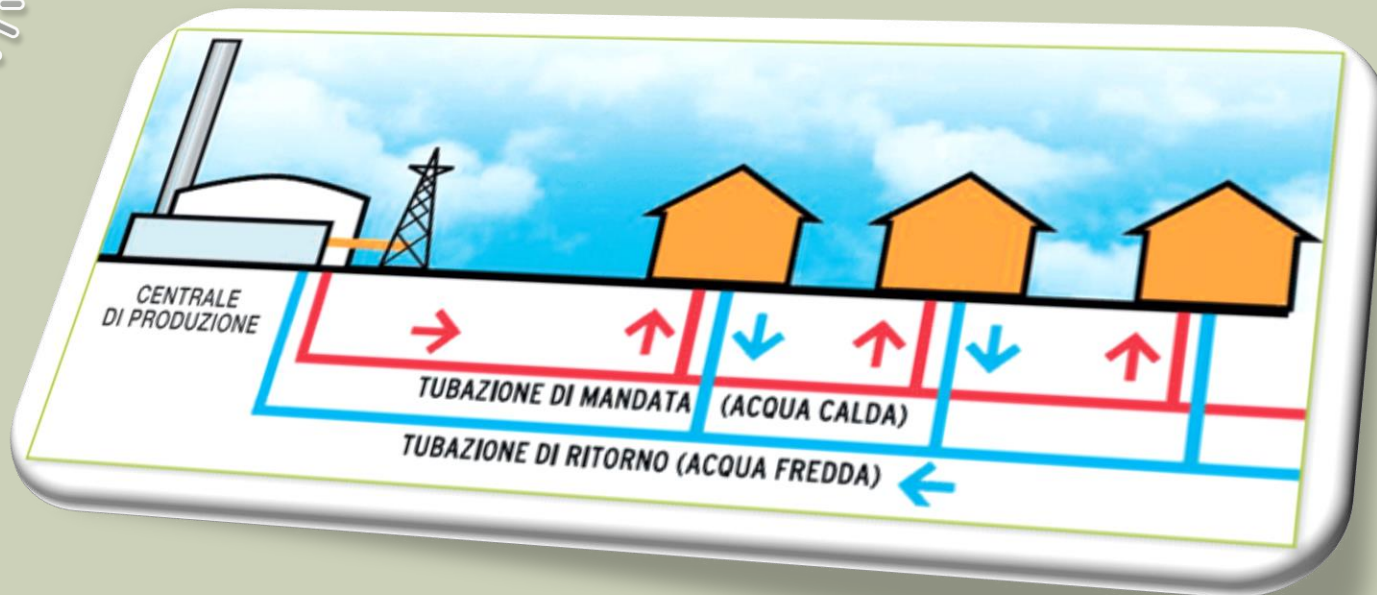 CENTRALE
DI PRODUZIONE
TUBAZIONE DI MANDATA (ACQUA CALDA)
TUBAZIONE DI RITORNO (ACQUA FREDDA)